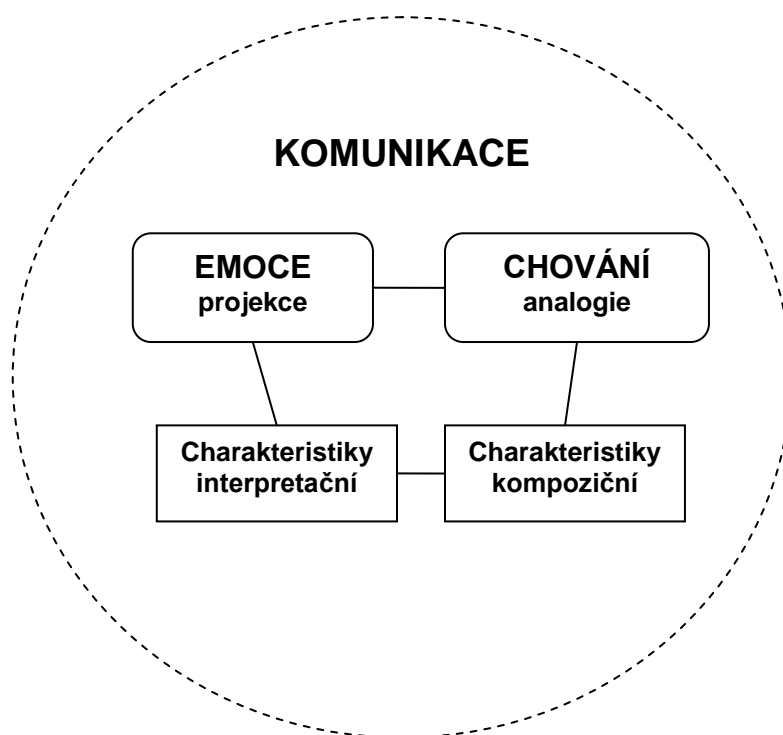 KOMUNIKACE
EMOCE
projekce
CHOVÁNÍ
analogie
Charakteristiky
interpretační
Charakteristiky
kompoziční